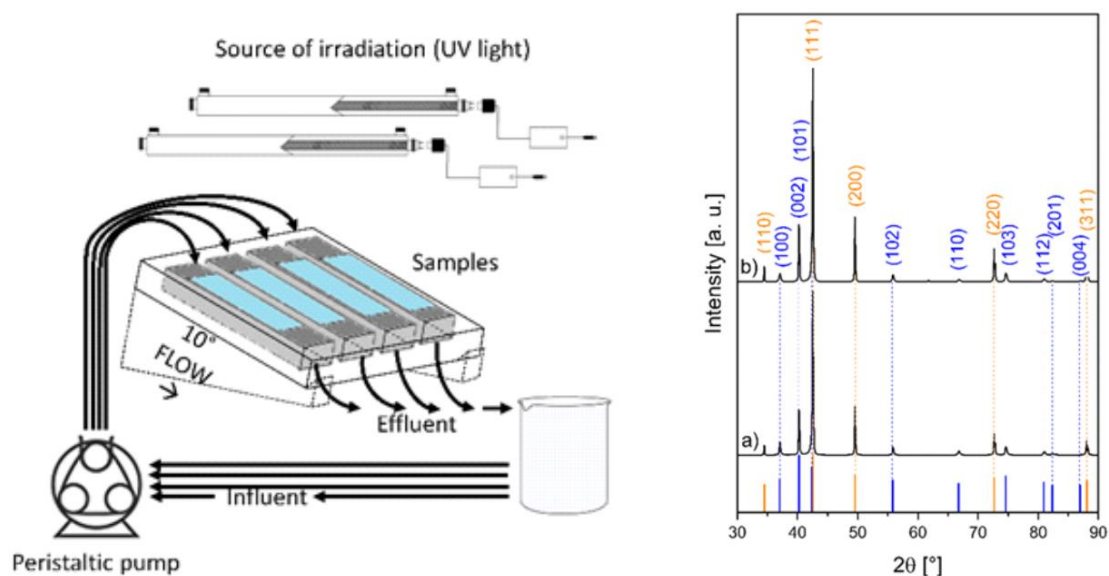 Source of irradiation (UV light)
Samples
10°
FLOW
Effluent
Influent
Peristaltic pump
Intensity [a. u.]
(110)
(100)
(002)
(101)
(111)
(200)
(102)
(110)
(220)
(103)
(112)
(201)
(004)
(311)
b)
a)
30 40 50 60 70 80 90
2θ [°]